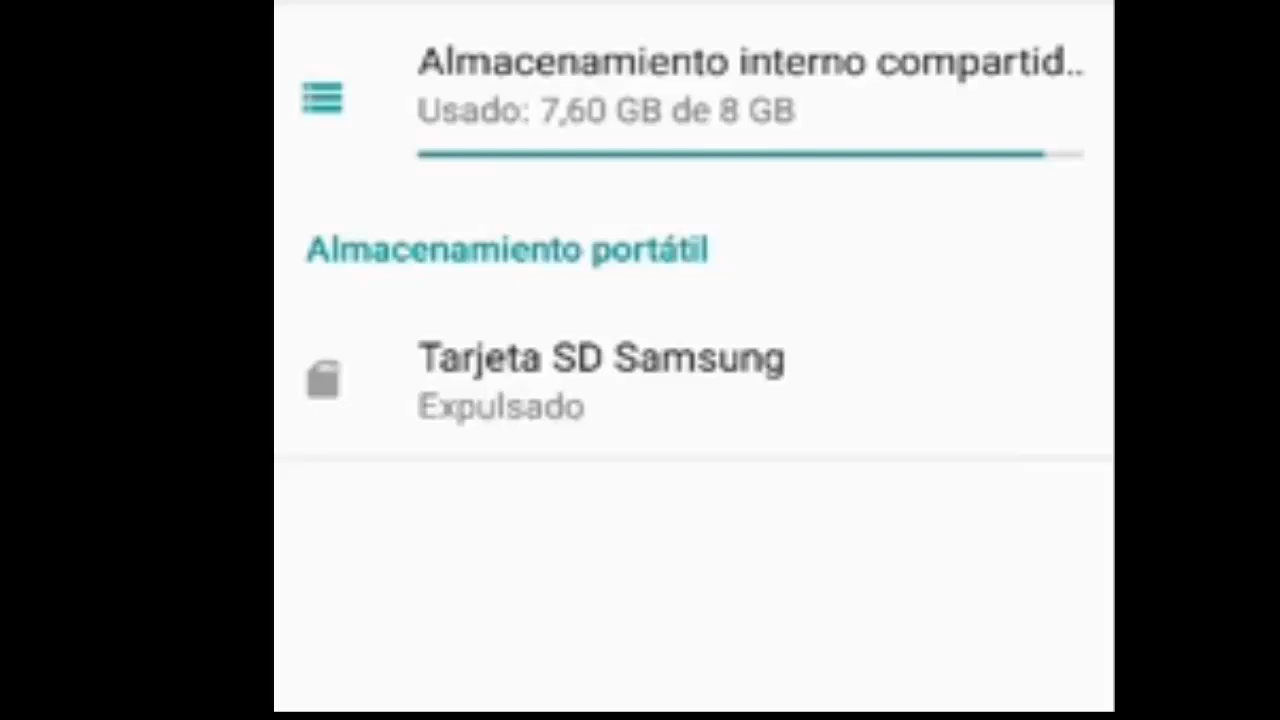 Almacenamiento interno compartid..
Usado: 7,60 GB de 8 GB
Almacenamiento portátil
Tarjeta SD Samsung
Expulsado